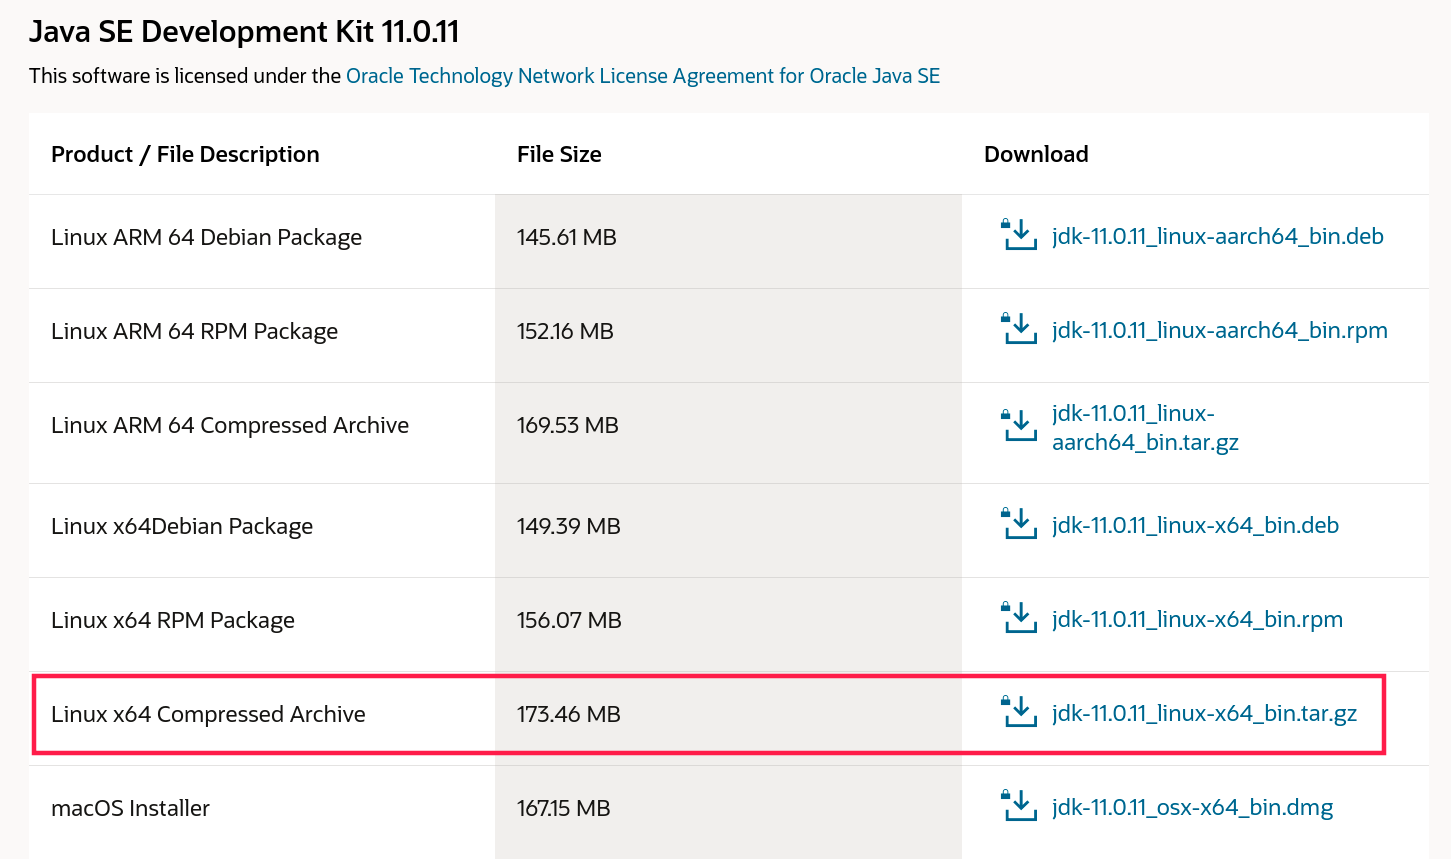 Java SE Development Kit 11.0.11
This software is licensed under the Oracle Technology Network License Agreement for Oracle Java SE
Product / File Description File Size Download
Linux ARM 64 Debian Package 145.61 MB jdk-11.0.11_linux-aarch64_bin.deb
Linux ARM 64 RPM Package 152.16 MB jdk-11.0.11_linux-aarch64_bin.rpm
Linux ARM 64 Compressed Archive 169.53 MB jdk-11.0.11_linux-
aarch64_bin.tar.gz
Linux x64Debian Package 149.39 MB jdk-11.0.11_linux-x64_bin.deb
Linux x64 RPM Package 156.07 MB jdk-11.0.11_linux-x64_bin.rpm
Linux x64 Compressed Archive 173.46 MB jdk-11.0.11_linux-x64_bin.tar.gz
macOS Installer 167.15 MB jdk-11.0.11_osx-x64_bin.dmg